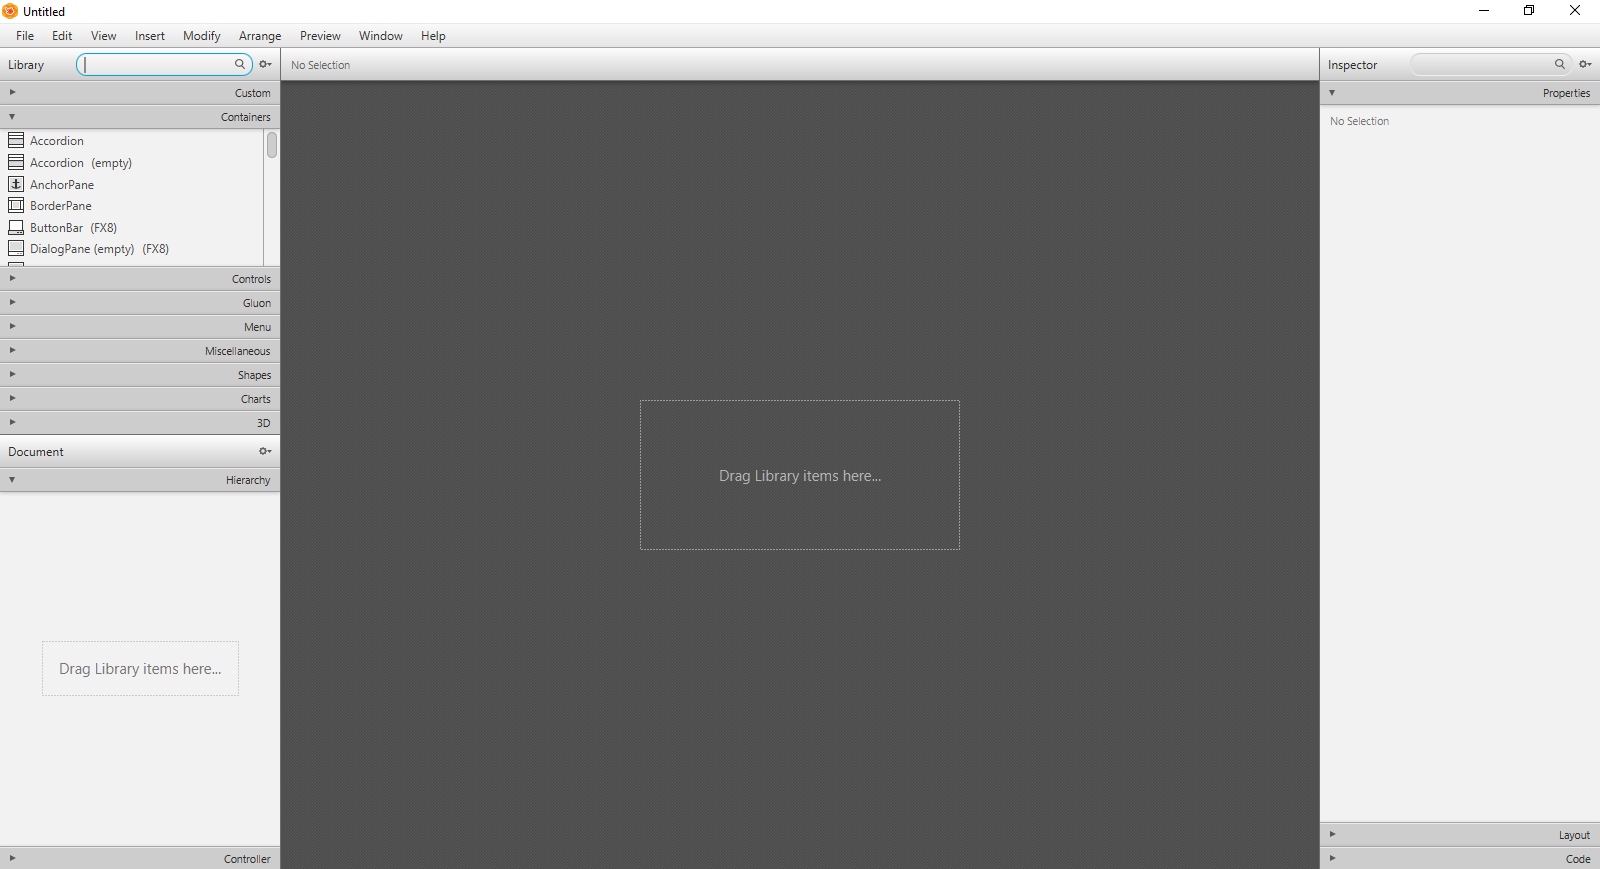 Untitled
File Edit View Insert Modify Arrange Preview Window Help
Library
No Selection
Inspector
Custom
Containers
Accordion
Accordion (empty)
AnchorPane
BorderPane
ButtonBar (FX8)
DialogPane (empty) (FX8)
Controls
Gluon
Menu
Miscellaneous
Shapes
Charts
3D
Document
Hierarchy
Drag Library items here...
Controller
Drag Library items here...
Properties
No Selection
Layout
Code